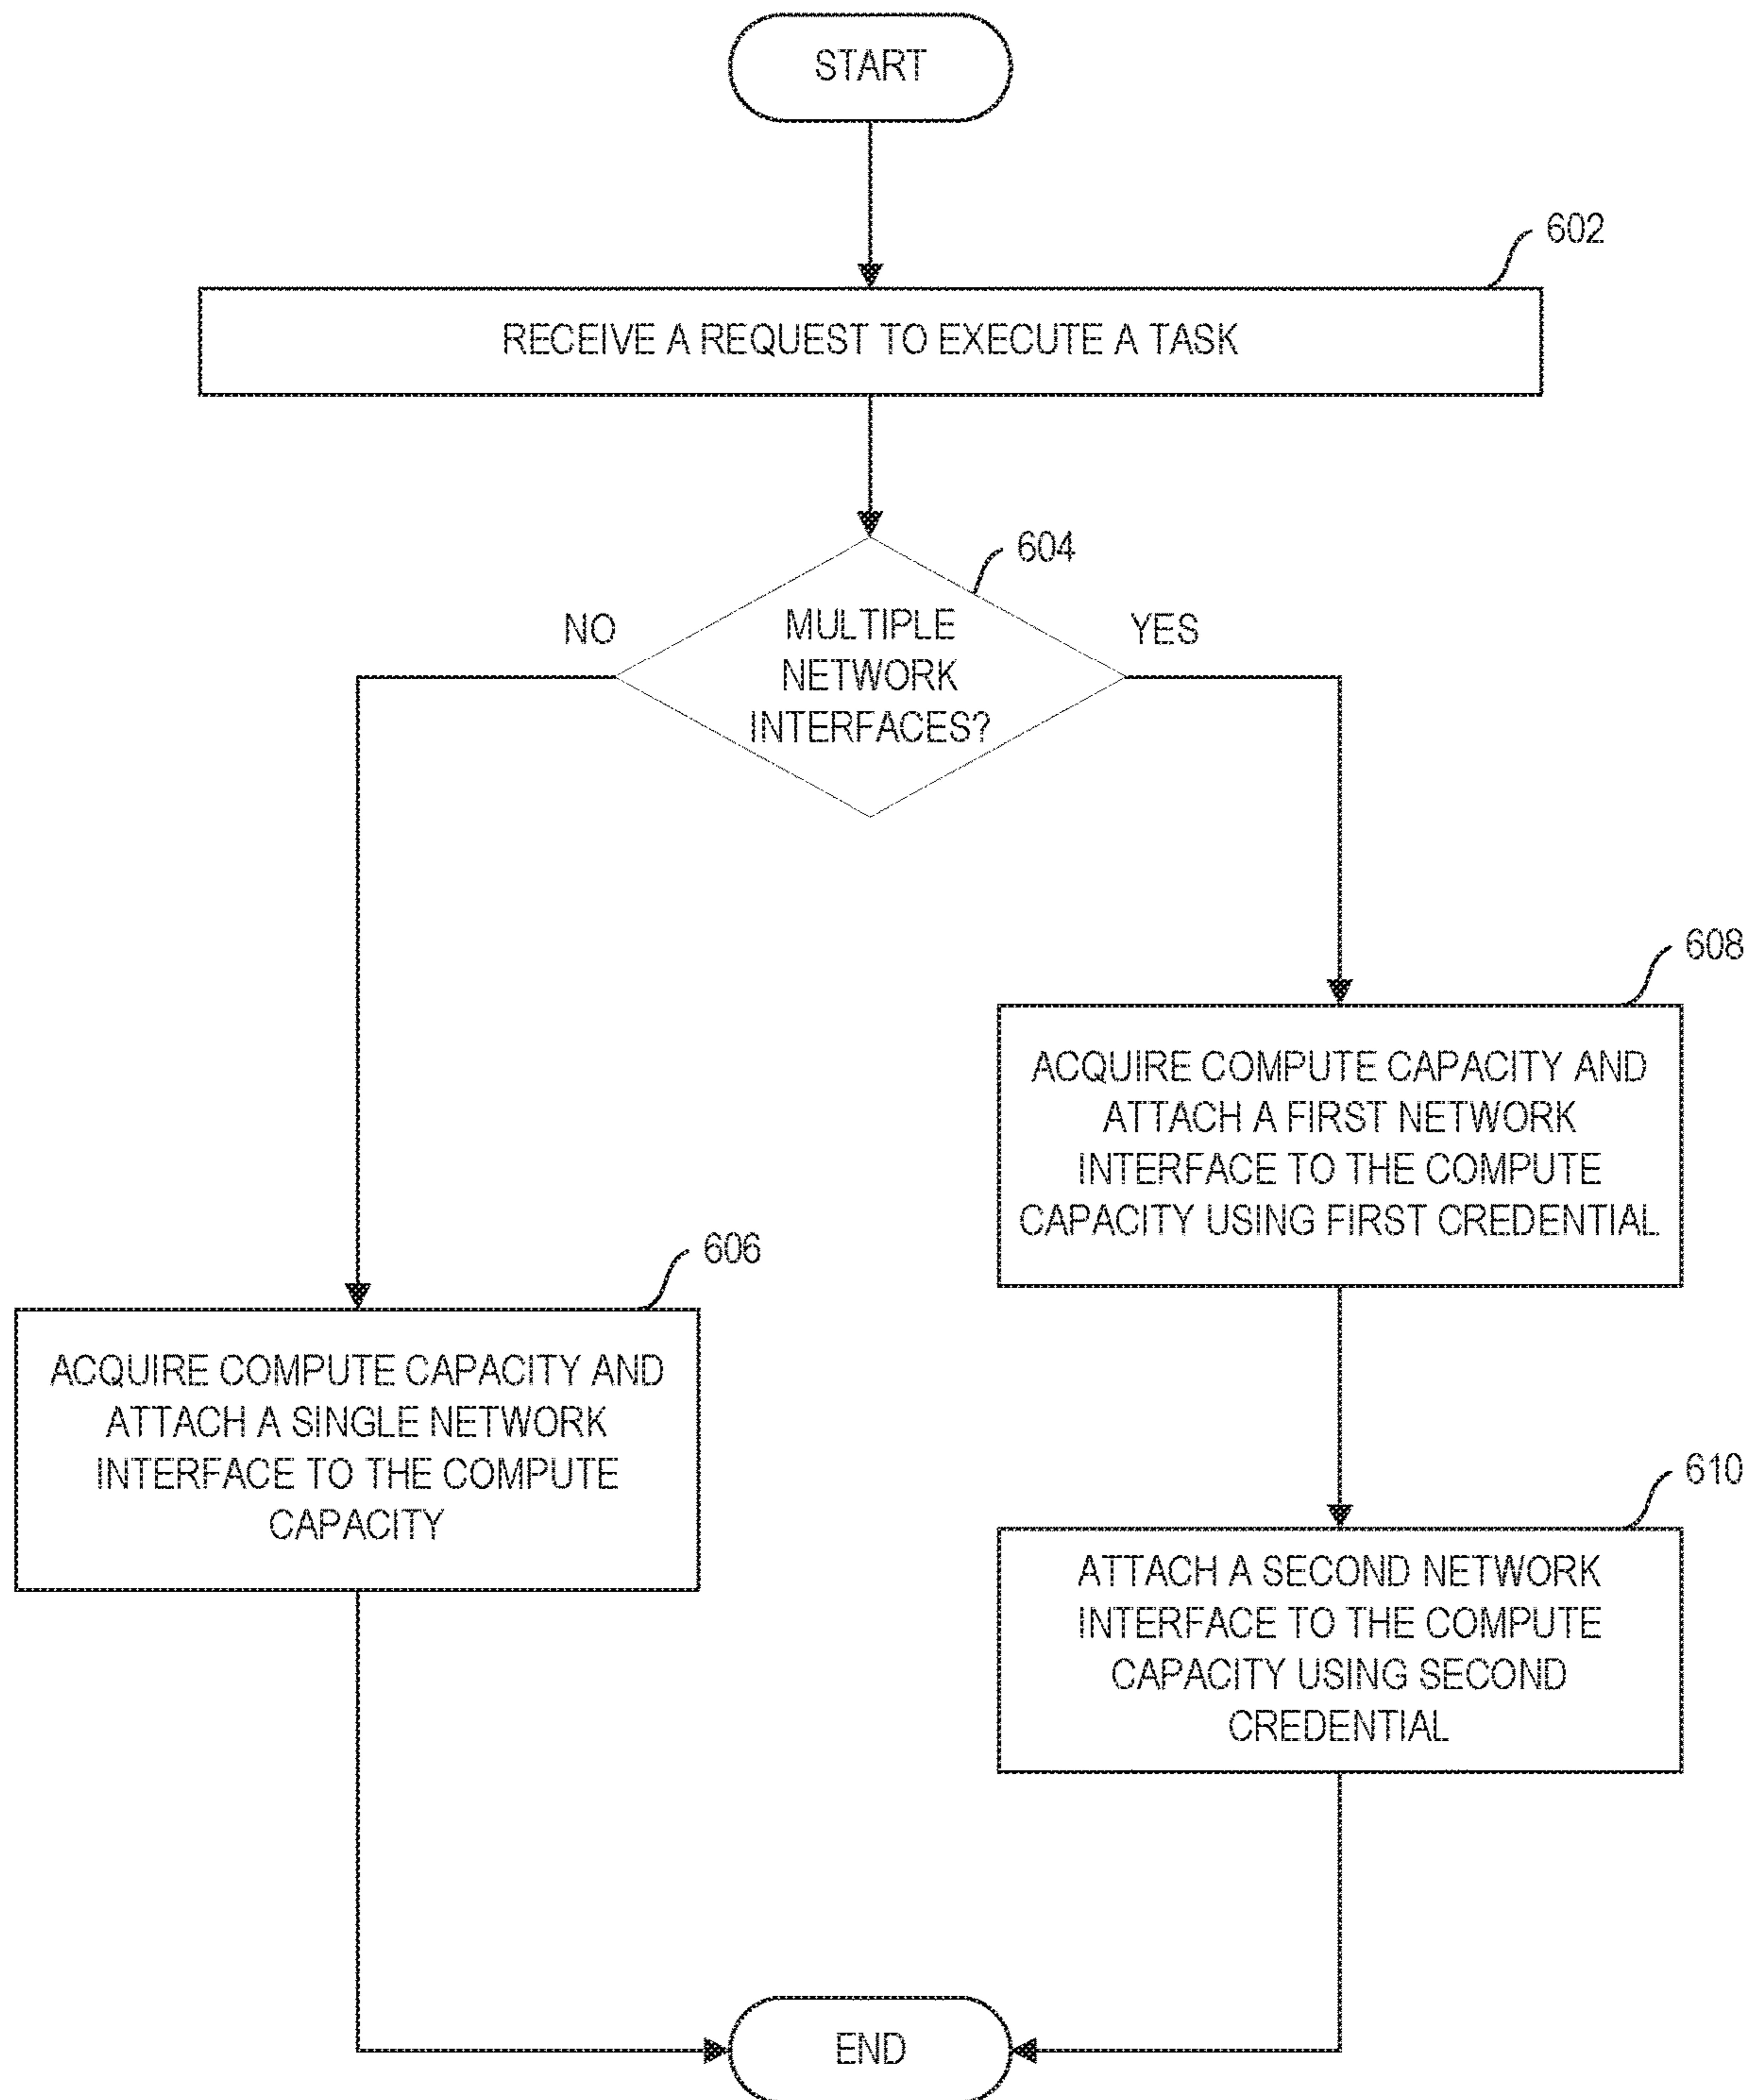 START
602
RECEIVE A REQUEST TO EXECUTE A TASK
604
NO
MULTIPLE
NETWORK
INTERFACES?
YES
608
ACQUIRE COMPUTE CAPACITY AND
ATTACH A FIRST NETWORK
INTERFACE TO THE COMPUTE
CAPACITY USING FIRST CREDENTIAL
606
ACQUIRE COMPUTE CAPACITY AND
ATTACH A SINGLE NETWORK
INTERFACE TO THE COMPUTE
CAPACITY
610
ATTACH A SECOND NETWORK
INTERFACE TO THE COMPUTE
CAPACITY USING SECOND
CREDENTIAL
END